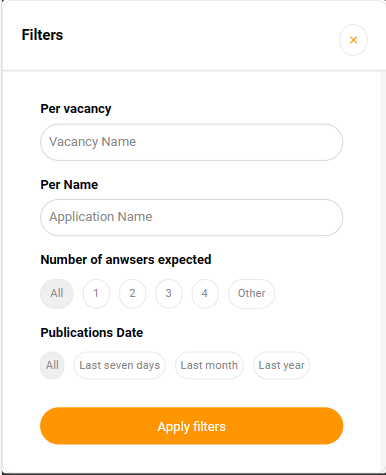 Filters
×
Per vacancy
Vacancy Name
Per Name
Application Name
Number of anwsers expected
All 1 2 3 4 Other
Publications Date
All Last seven days Last month Last year
Apply filters